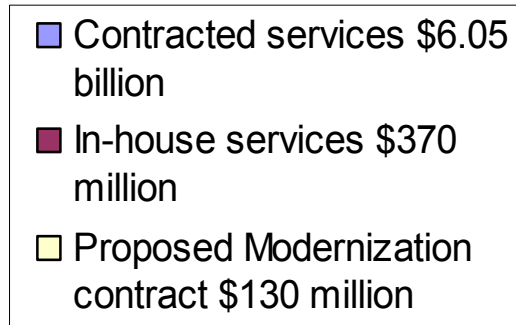 Contracted services $6.05
billion
In-house services $370
million
Proposed Modernization
contract $130 million